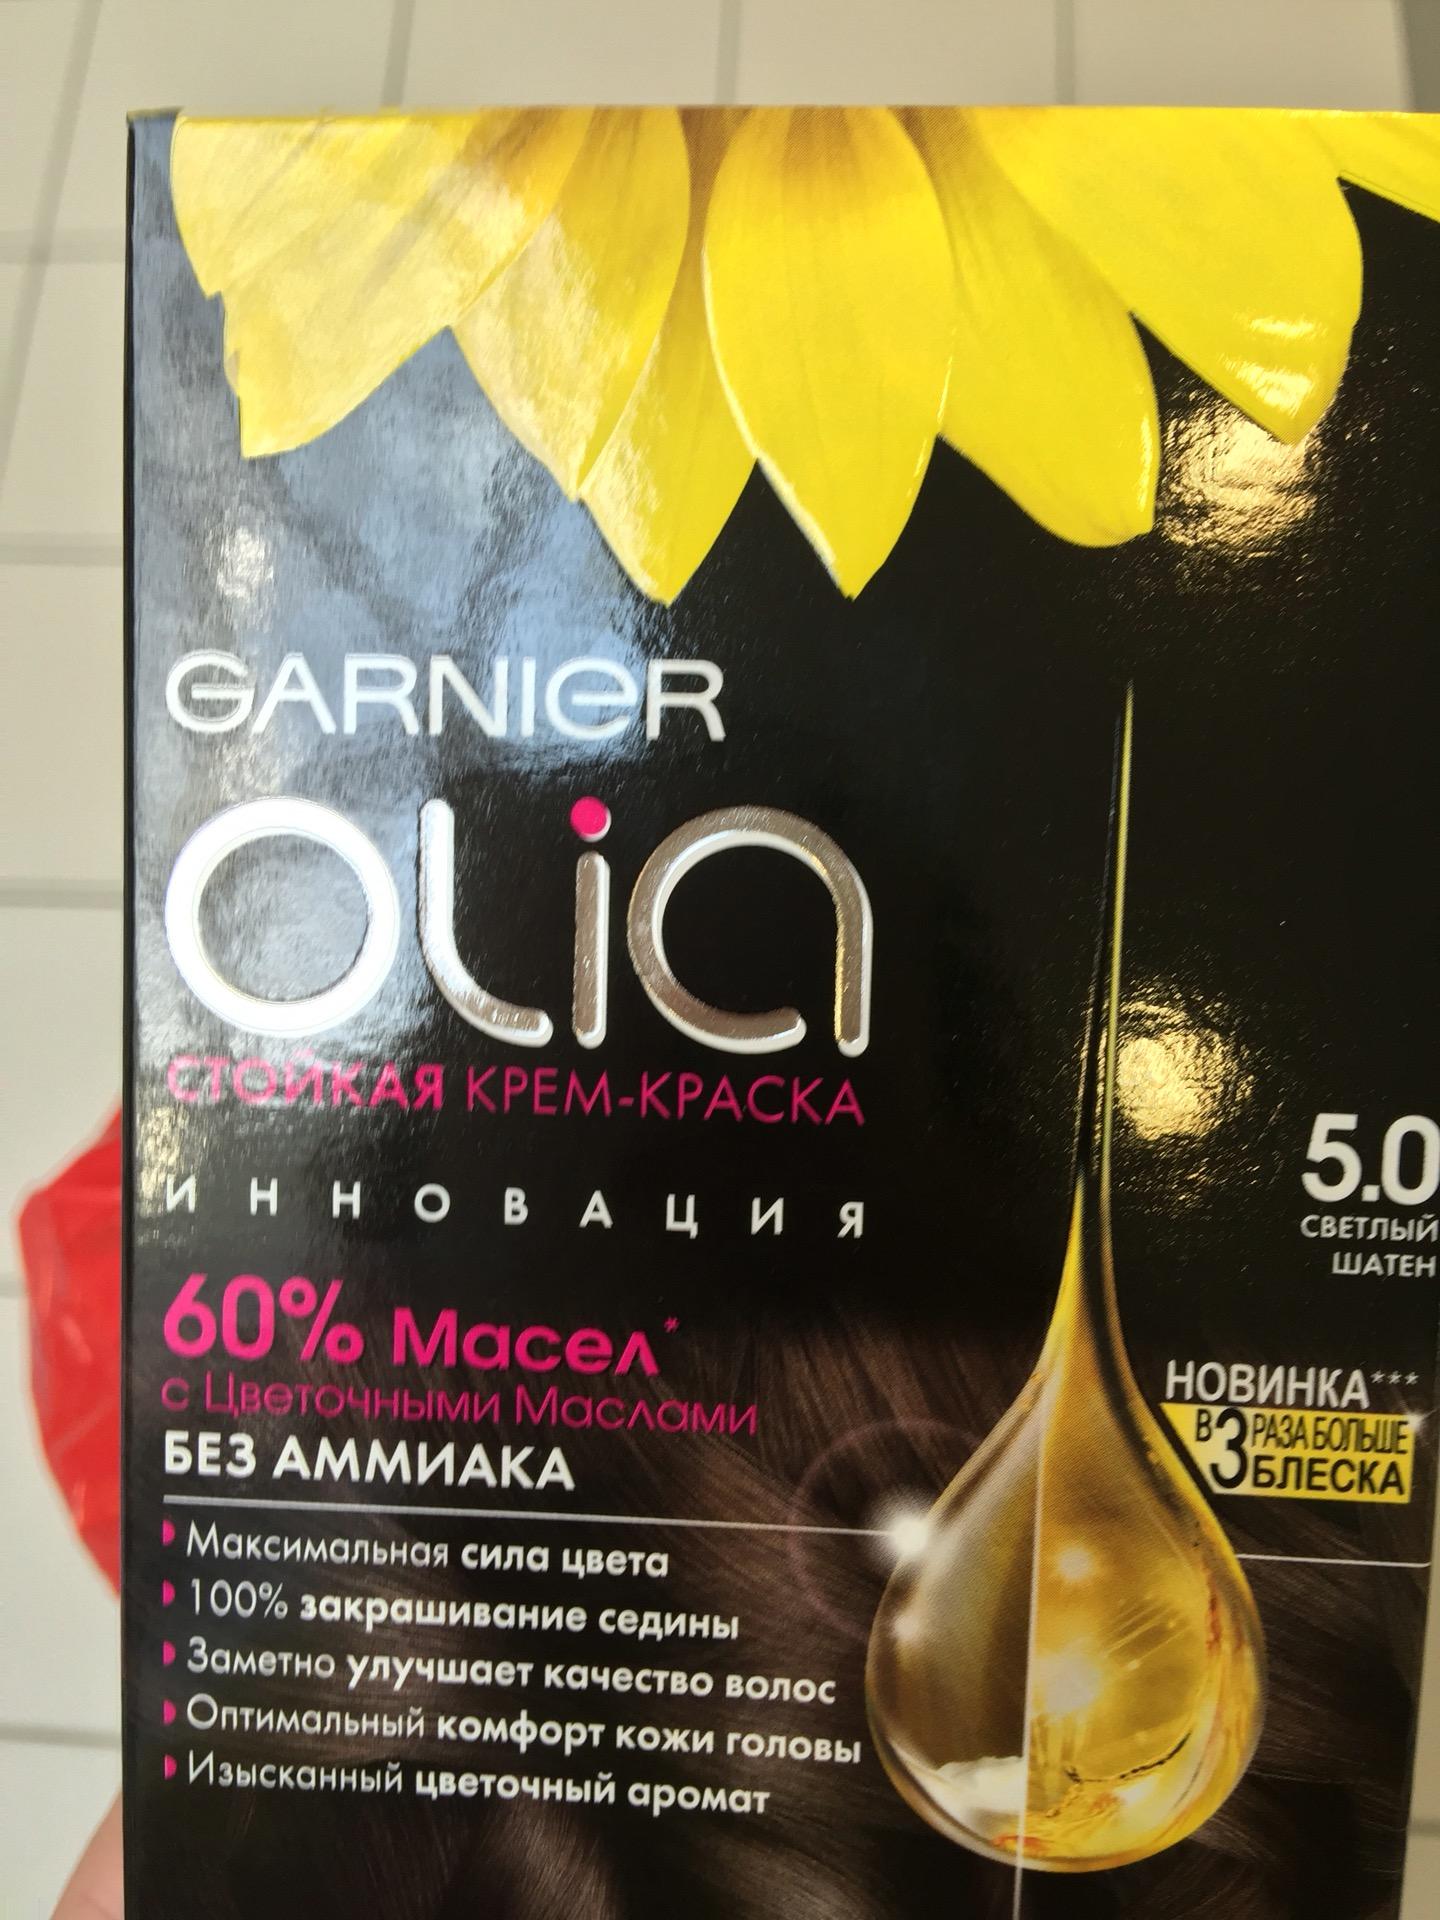 GARNIER
OLiA
СТОЙКАЯ КРЕМ-КРАСКА
ИННОВАЦИЯ
60% Масел*
с Цветочными Маслами
БЕЗ АММИАКА
Максимальная сила цвета
100% закрашивание седины
Заметно улучшает качество волос
Оптимальный комфорт кожи головы
Изысканный цветочный аромат
5.0
СВЕТЛЫЙ
ШАТЕН
НОВИНКА***
В 3 РАЗА БОЛЬШЕ
БЛЕСКА